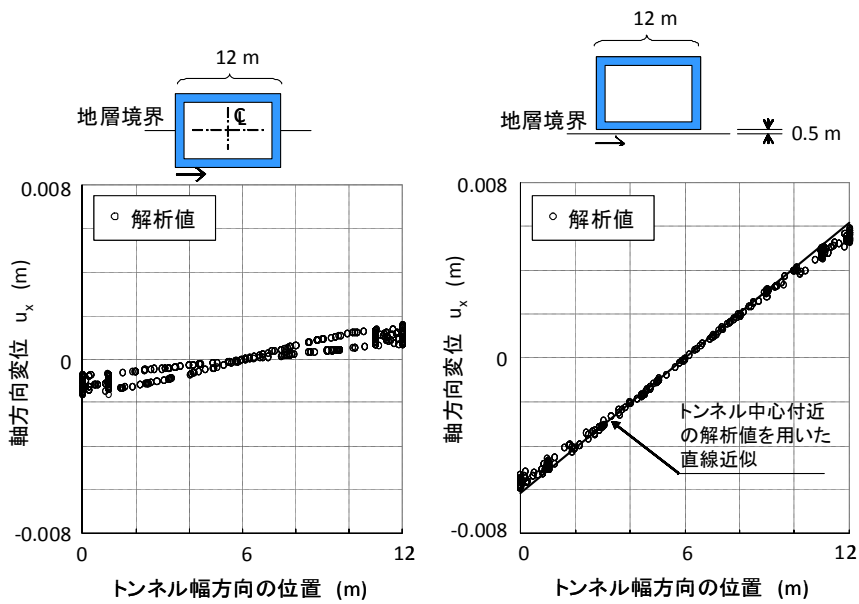 12 m
地層境界
℄
0.008
解析値
軸方向変位 uₓ (m)
0
-0.008
0
6
12
トンネル幅方向の位置 (m)
12 m
地層境界
0.5 m
0.008
解析値
軸方向変位 uₓ (m)
0
トンネル中心付近
の解析値を用いた
直線近似
-0.008
0
6
12
トンネル幅方向の位置 (m)